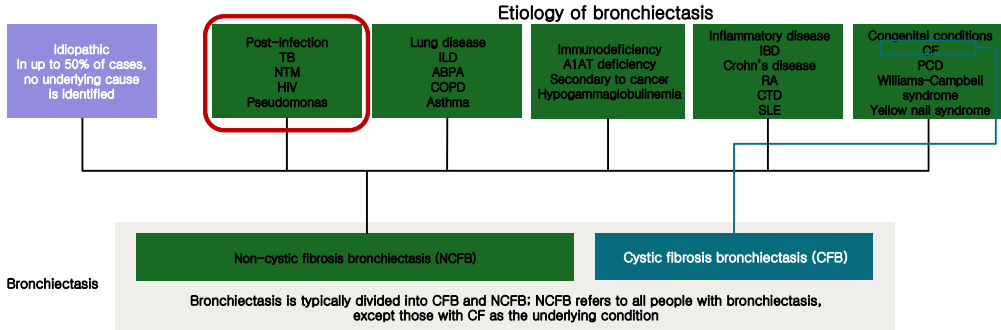 Etiology of bronchiectasis
Idiopathic
In up to 50% of cases,
no underlying cause
is identified
Post-infection
TB
NTM
HIV
Pseudomonas
Lung disease
ILD
ABPA
COPD
Asthma
Immunodeficiency
A1AT deficiency
Secondary to cancer
Hypogammaglobulinemia
Inflammatory disease
IBD
Crohn's disease
RA
CTD
SLE
Congenital conditions
CF
PCD
Williams-Campbell
syndrome
Yellow nail syndrome
Non-cystic fibrosis bronchiectasis (NCFB)
Cystic fibrosis bronchiectasis (CFB)
Bronchiectasis
Bronchiectasis is typically divided into CFB and NCFB; NCFB refers to all people with bronchiectasis,
except those with CF as the underlying condition